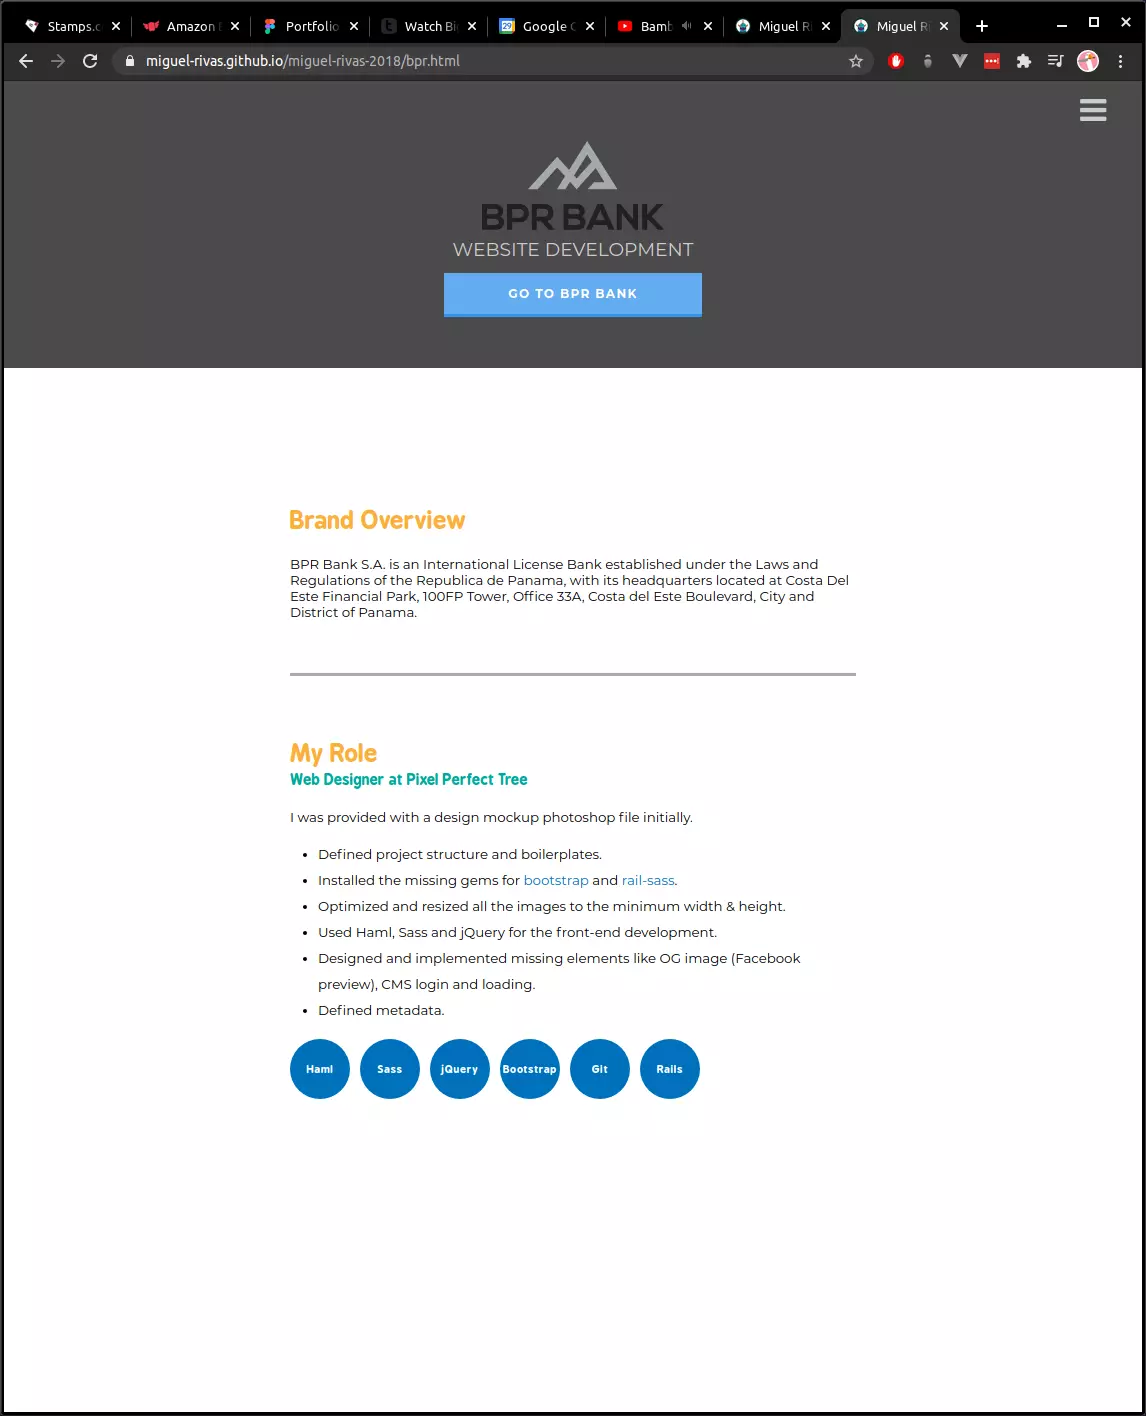 Stamps.c
Amazon
Portfolio
Watch Bi
Google C
Bamb
Miguel Ri
Miguel Ri
miguel-rivas.github.io/miguel-rivas-2018/bpr.html
BPR BANK
WEBSITE DEVELOPMENT
GO TO BPR BANK
Brand Overview
BPR Bank S.A. is an International License Bank established under the Laws and
Regulations of the Republica de Panama, with its headquarters located at Costa Del
Este Financial Park, 100FP Tower, Office 33A, Costa del Este Boulevard, City and
District of Panama.
My Role
Web Designer at Pixel Perfect Tree
I was provided with a design mockup photoshop file initially.
• Defined project structure and boilerplates.
• Installed the missing gems for bootstrap and rail-sass.
• Optimized and resized all the images to the minimum width & height.
• Used Haml, Sass and jQuery for the front-end development.
• Designed and implemented missing elements like OG image (Facebook
preview), CMS login and loading.
• Defined metadata.
Haml
Sass
jQuery
Bootstrap
Git
Rails